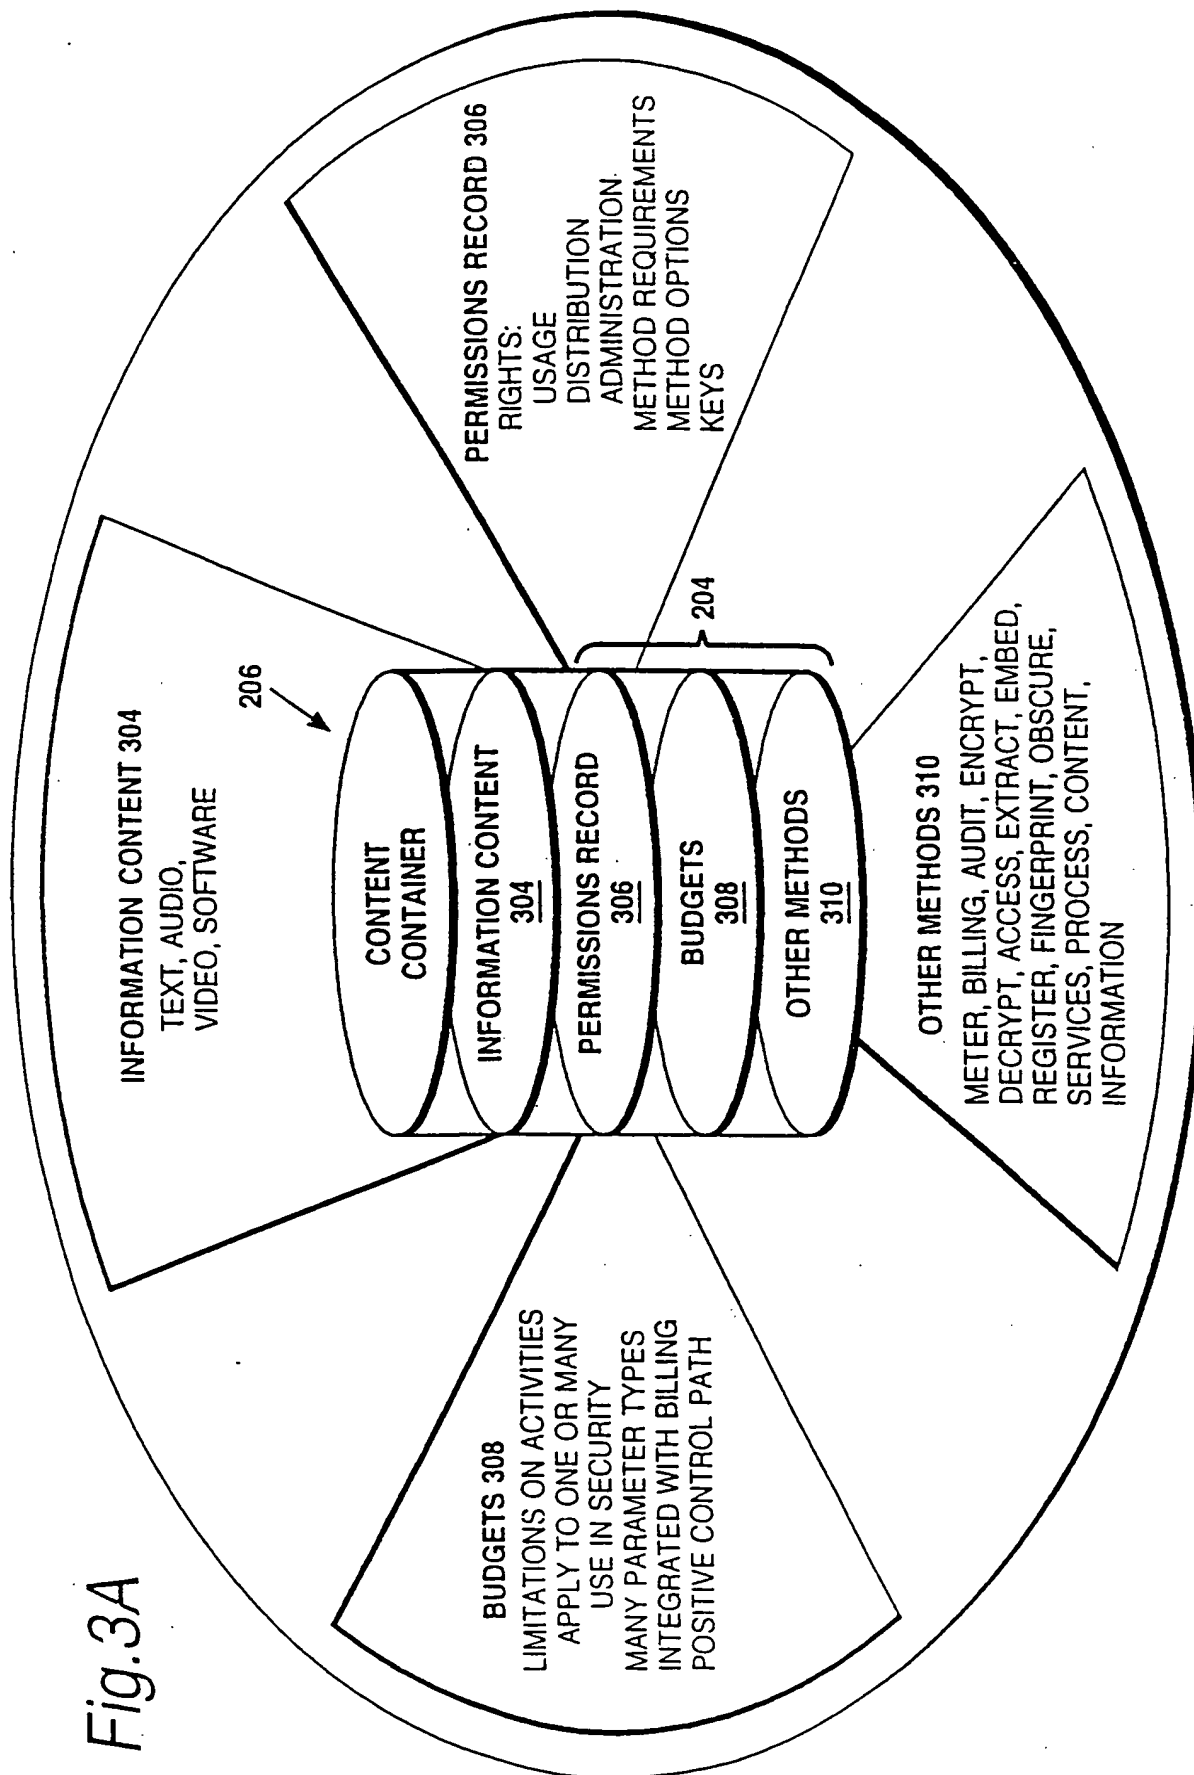 Fig.3A
INFORMATION CONTENT 304
TEXT, AUDIO,
VIDEO, SOFTWARE
206
CONTENT
CONTAINER
INFORMATION CONTENT
304
PERMISSIONS RECORD
306
BUDGETS
308
OTHER METHODS
310
204
BUDGETS 308
LIMITATIONS ON ACTIVITIES
APPLY TO ONE OR MANY
USE IN SECURITY
MANY PARAMETER TYPES
INTEGRATED WITH BILLING
POSITIVE CONTROL PATH
PERMISSIONS RECORD 306
RIGHTS:
USAGE
DISTRIBUTION
ADMINISTRATION
METHOD REQUIREMENTS
METHOD OPTIONS
KEYS
OTHER METHODS 310
METER, BILLING, AUDIT, ENCRYPT,
DECRYPT, ACCESS, EXTRACT, EMBED,
REGISTER, FINGERPRINT, OBSCURE,
SERVICES, PROCESS, CONTENT,
INFORMATION